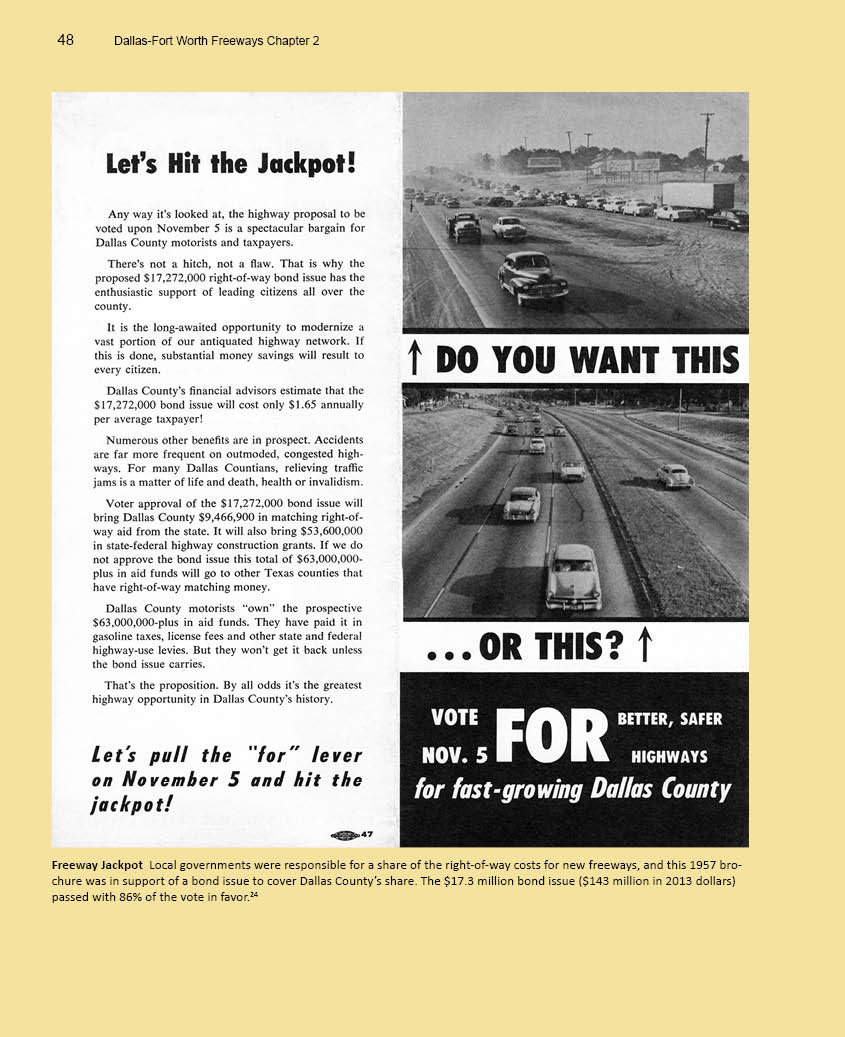 48 Dallas-Fort Worth Freeways Chapter 2
Let's Hit the Jackpot!
Any way it's looked at, the highway proposal to be
voted upon November 5 is a spectacular bargain for
Dallas County motorists and taxpayers.
There's not a hitch, not a flaw. That is why the
proposed $17,272,000 right-of-way bond issue has the
enthusiastic support of leading citizens all over the
county.
It is the long-awaited opportunity to modernize a
vast portion of our antiquated highway network. If
this is done, substantial money savings will result to
every citizen.
Dallas County's financial advisors estimate that the
$17,272,000 bond issue will cost only $1.65 annually
per average taxpayer!
Numerous other benefits are in prospect. Accidents
are far more frequent on outmoded, congested high-
ways. For many Dallas Countians, relieving traffic
jams is a matter of life and death, health or invalidism.
Voter approval of the $17,272,000 bond issue will
bring Dallas County $9,466,900 in matching right-of-
way aid from the state. It will also bring $53,600,000
in state-federal highway construction grants. If we do
not approve the bond issue this total of $63,000,000-
plus in aid funds will go to other Texas counties that
have right-of-way matching money.
Dallas County motorists "own" the prospective
$63,000,000-plus in aid funds. They have paid it in
gasoline taxes, license fees and other state and federal
highway-use levies. But they won't get it back unless
the bond issue carries.
That's the proposition. By all odds it's the greatest
highway opportunity in Dallas County's history.
Let's pull the "for" lever
on November 5 and hit the
jackpot!
47
↑ DO YOU WANT THIS
...OR THIS? ↑
VOTE
NOV. 5
FOR
BETTER, SAFER
HIGHWAYS
for fast-growing Dallas County
Freeway Jackpot Local governments were responsible for a share of the right-of-way costs for new freeways, and this 1957 bro-
chure was in support of a bond issue to cover Dallas County's share. The $17.3 million bond issue ($143 million in 2013 dollars)
passed with 86% of the vote in favor.24